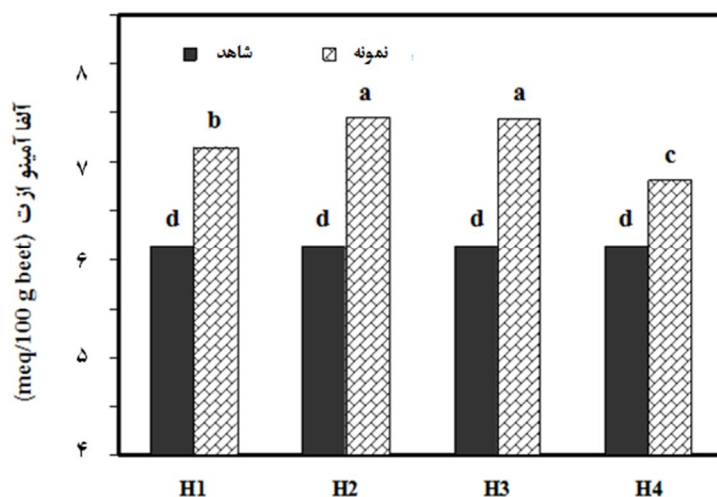 شاهد نمونه
آلفا آمینو ازت (meq/100 g beet)
۸
۷
۶
۵
۴
d b
d a
d a
d c
H1 H2 H3 H4